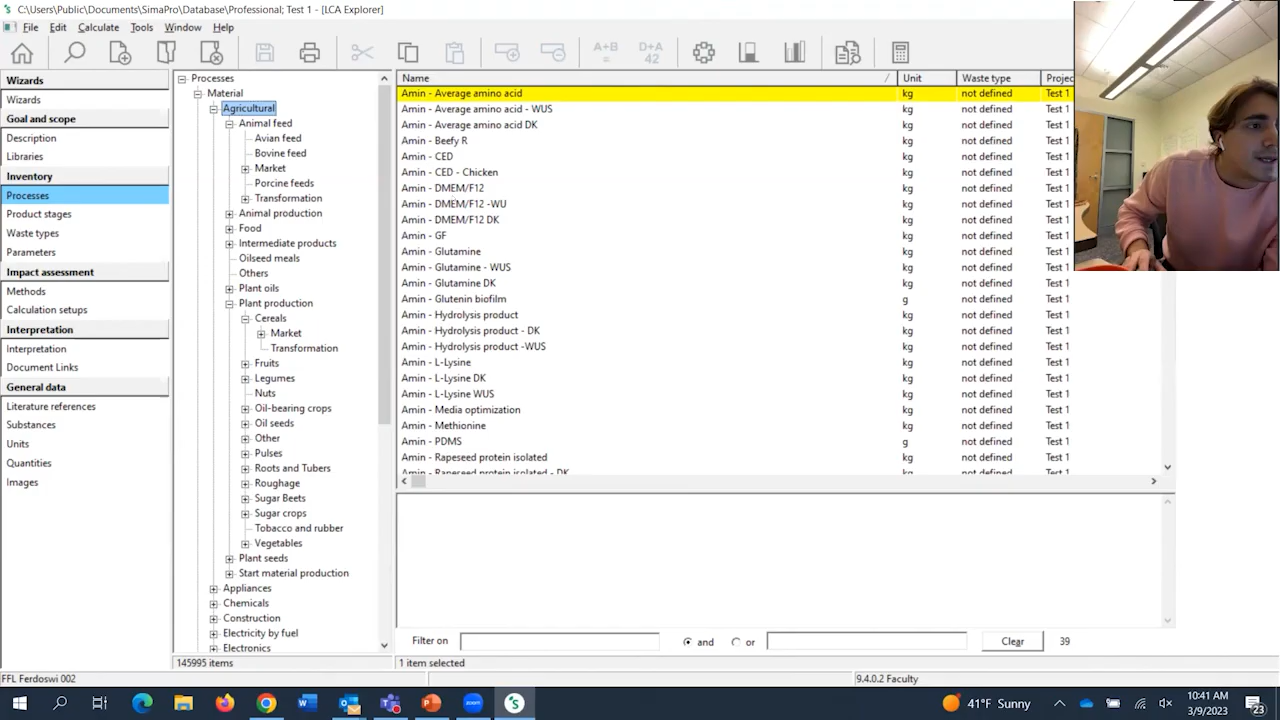 C:\Users\Public\Documents\SimaPro\Database\Professional; Test 1 - [LCA Explorer]
File Edit Calculate Tools Window Help
A+B = D+A 42
Wizards
Wizards
Goal and scope
Description
Libraries
Inventory
Processes
Product stages
Waste types
Parameters
Impact assessment
Methods
Calculation setups
Interpretation
Interpretation
Document Links
General data
Literature references
Substances
Units
Quantities
Images
Processes
Material
Agricultural
Animal feed
Avian feed
Bovine feed
Market
Porcine feeds
Transformation
Animal production
Food
Intermediate products
Oilseed meals
Others
Plant oils
Plant production
Cereals
Market
Transformation
Fruits
Legumes
Nuts
Oil-bearing crops
Oil seeds
Other
Pulses
Roots and Tubers
Roughage
Sugar Beets
Sugar crops
Tobacco and rubber
Vegetables
Plant seeds
Start material production
Appliances
Chemicals
Construction
Electricity by fuel
Electronics
145995 items
Name Unit Waste type Projec
Amin - Average amino acid kg not defined Test 1
Amin - Average amino acid - WUS kg not defined Test 1
Amin - Average amino acid DK kg not defined Test 1
Amin - Beefy R kg not defined Test 1
Amin - CED kg not defined Test 1
Amin - CED - Chicken kg not defined Test 1
Amin - DMEM/F12 kg not defined Test 1
Amin - DMEM/F12 -WU kg not defined Test 1
Amin - DMEM/F12 DK kg not defined Test 1
Amin - GF kg not defined Test 1
Amin - Glutamine kg not defined Test 1
Amin - Glutamine - WUS kg not defined Test 1
Amin - Glutamine DK kg not defined Test 1
Amin - Glutenin biofilm g not defined Test 1
Amin - Hydrolysis product kg not defined Test 1
Amin - Hydrolysis product - DK kg not defined Test 1
Amin - Hydrolysis product -WUS kg not defined Test 1
Amin - L-Lysine kg not defined Test 1
Amin - L-Lysine DK kg not defined Test 1
Amin - L-Lysine WUS kg not defined Test 1
Amin - Media optimization kg not defined Test 1
Amin - Methionine kg not defined Test 1
Amin - PDMS g not defined Test 1
Amin - Rapeseed protein isolated kg not defined Test 1
Amin - Rapeseed protein isolated - DK kg not defined Test 1
Filter on and or Clear 39
1 item selected
FFL Ferdoswi 002 9.4.0.2 Faculty
41°F Sunny 10:41 AM
3/9/2023 23